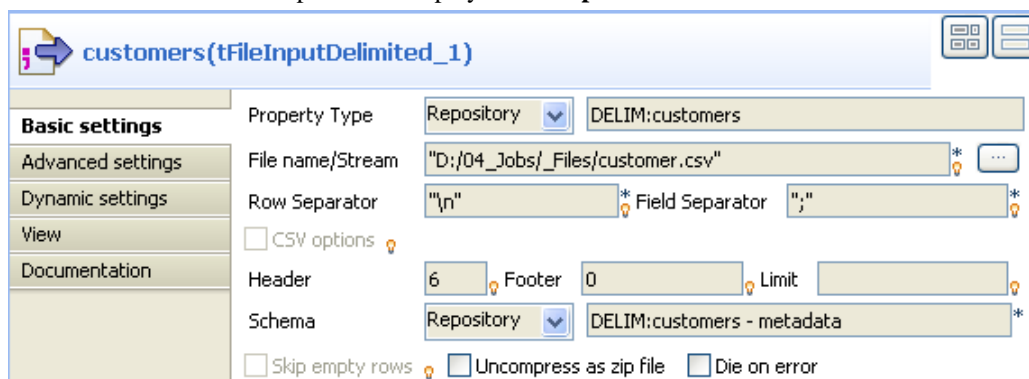 customers(tFileInputDelimited_1)
Basic settings
Advanced settings
Dynamic settings
View
Documentation
Property Type Repository DELIM:customers
File name/Stream "D:/04_Jobs/_Files/customer.csv" * ...
Row Separator "\n" * Field Separator ";" *
CSV options
Header 6 Footer 0 Limit
Schema Repository DELIM:customers - metadata *
Skip empty rows Uncompress as zip file Die on error